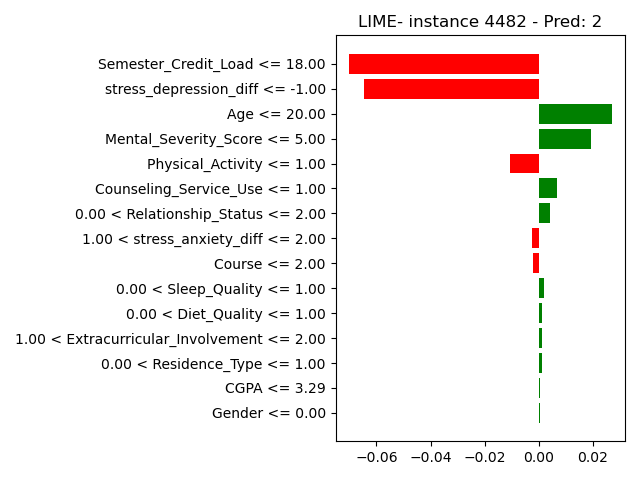 LIME- instance 4482 - Pred: 2
Semester_Credit_Load <= 18.00
stress_depression_diff <= -1.00
Age <= 20.00
Mental_Severity_Score <= 5.00
Physical_Activity <= 1.00
Counseling_Service_Use <= 1.00
0.00 < Relationship_Status <= 2.00
1.00 < stress_anxiety_diff <= 2.00
Course <= 2.00
0.00 < Sleep_Quality <= 1.00
0.00 < Diet_Quality <= 1.00
1.00 < Extracurricular_Involvement <= 2.00
0.00 < Residence_Type <= 1.00
CGPA <= 3.29
Gender <= 0.00
−0.06 −0.04 −0.02 0.00 0.02